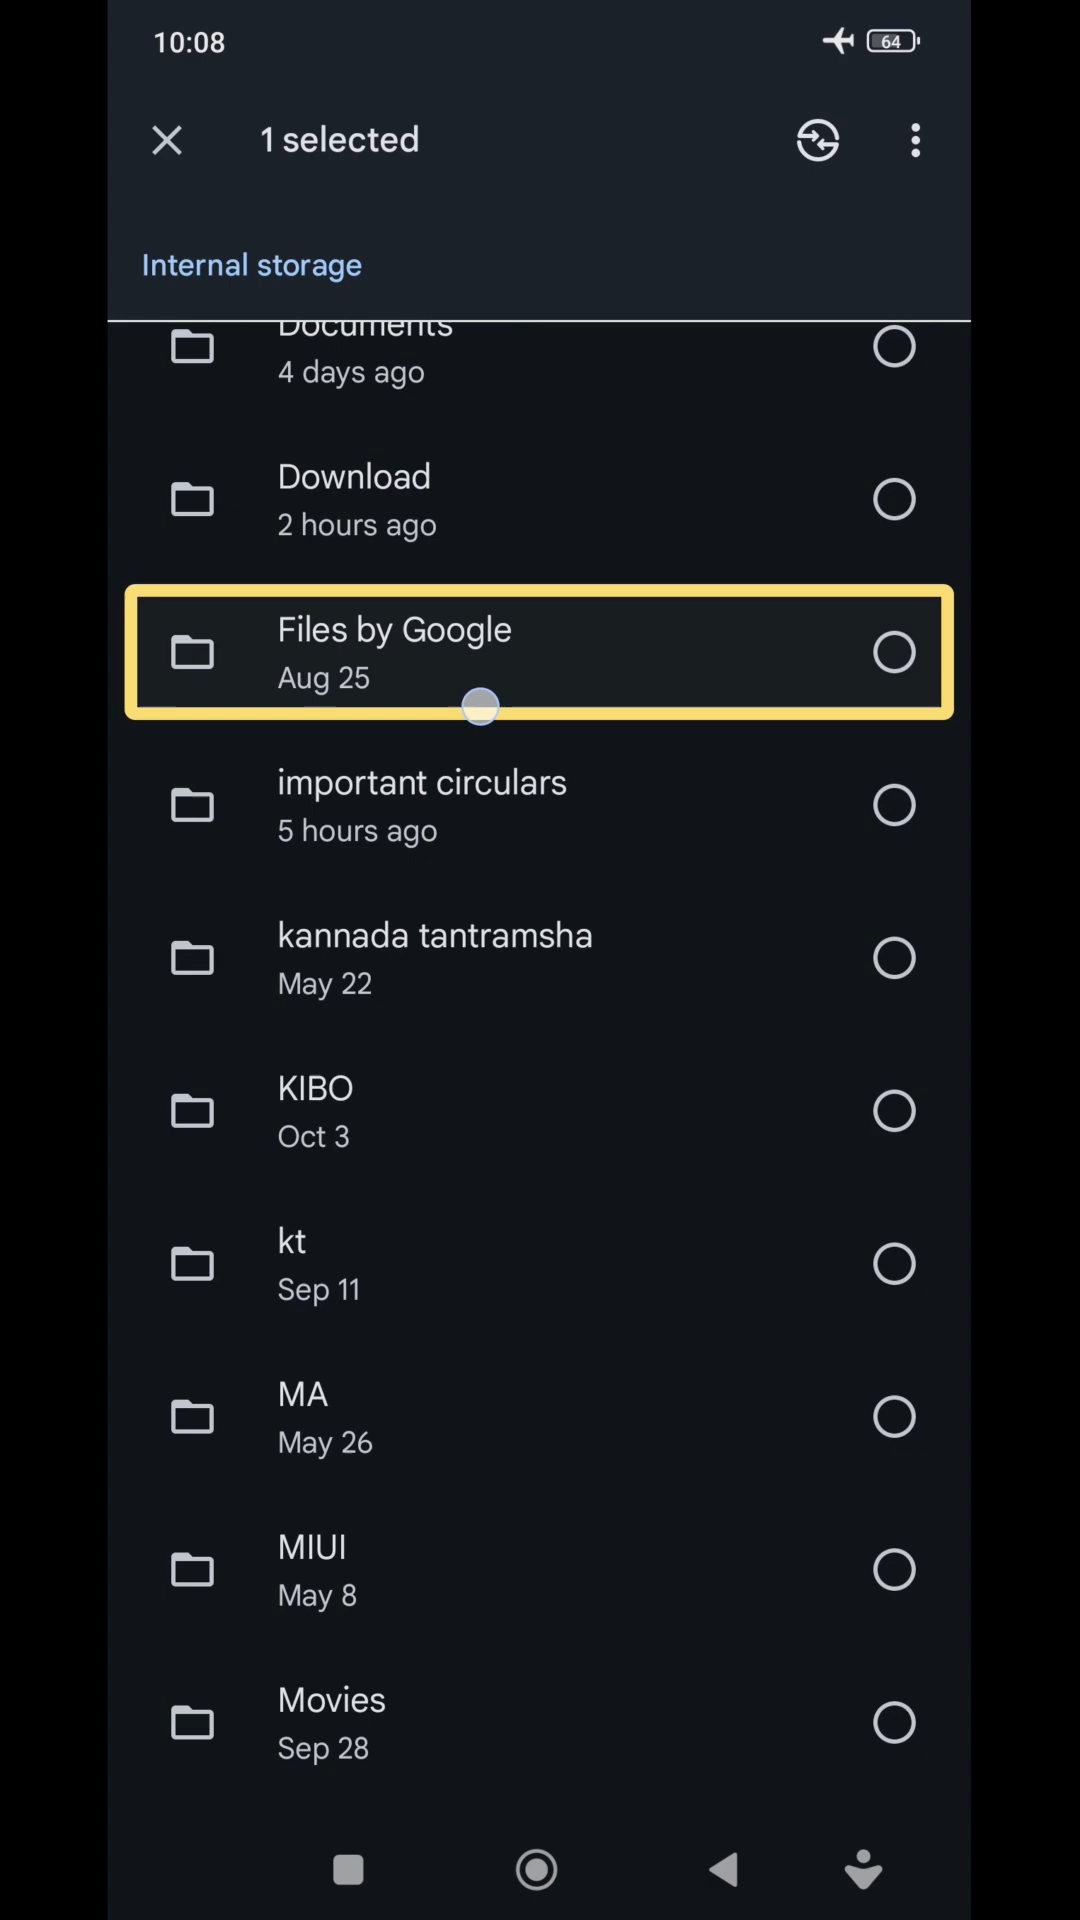 10:08
64
1 selected
Internal storage
Documents
4 days ago
Download
2 hours ago
Files by Google
Aug 25
important circulars
5 hours ago
kannada tantramsha
May 22
KIBO
Oct 3
kt
Sep 11
MA
May 26
MIUI
May 8
Movies
Sep 28